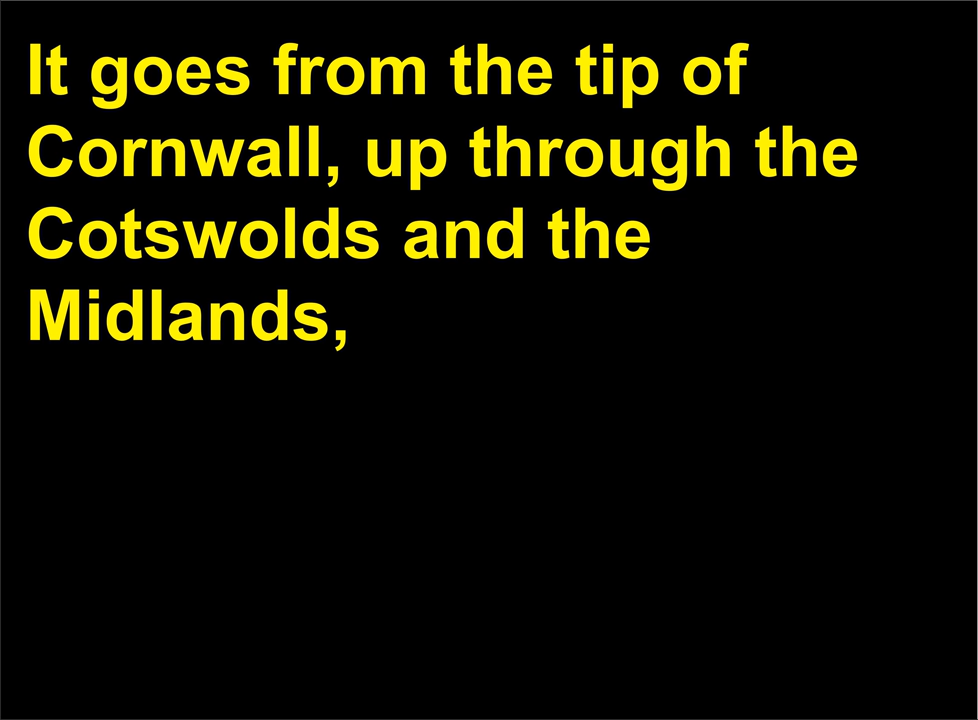 It goes from the tip of
Cornwall, up through the
Cotswolds and the
Midlands,